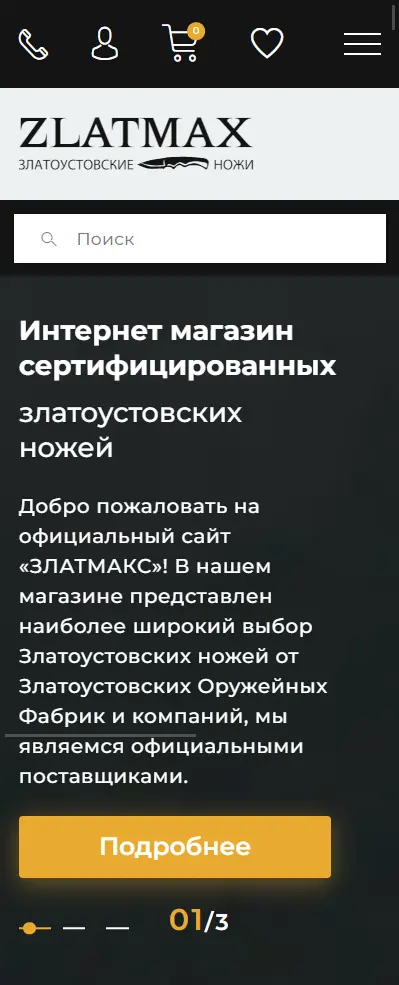 0
ZLATMAX
ЗЛАТОУСТОВСКИЕ НОЖИ
Поиск
Интернет магазин
сертифицированных
златоустовских
ножей
Добро пожаловать на
официальный сайт
«ЗЛАТМАКС»! В нашем
магазине представлен
наиболее широкий выбор
Златоустовских ножей от
Златоустовских Оружейных
Фабрик и компаний, мы
являемся официальными
поставщиками.
Подробнее
01/3